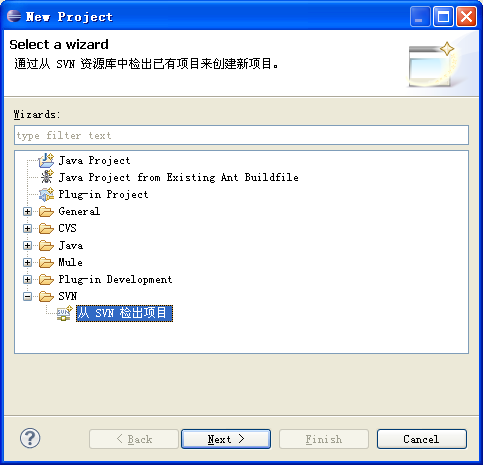 New Project
Select a wizard
通过从 SVN 资源库中检出已有项目来创建新项目。
Wizards:
type filter text
Java Project
Java Project from Existing Ant Buildfile
Plug-in Project
General
CVS
Java
Mule
Plug-in Development
SVN
从 SVN 检出项目
? < Back Next > Finish Cancel